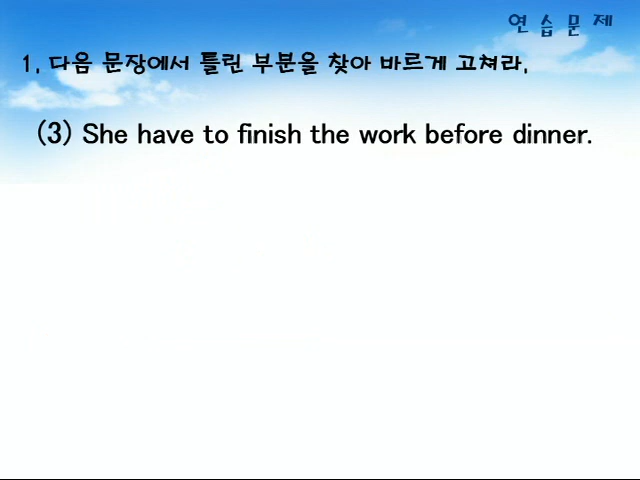 연 습 문 제
1. 다음 문장에서 틀린 부분을 찾아 바르게 고쳐라.
(3) She have to finish the work before dinner.